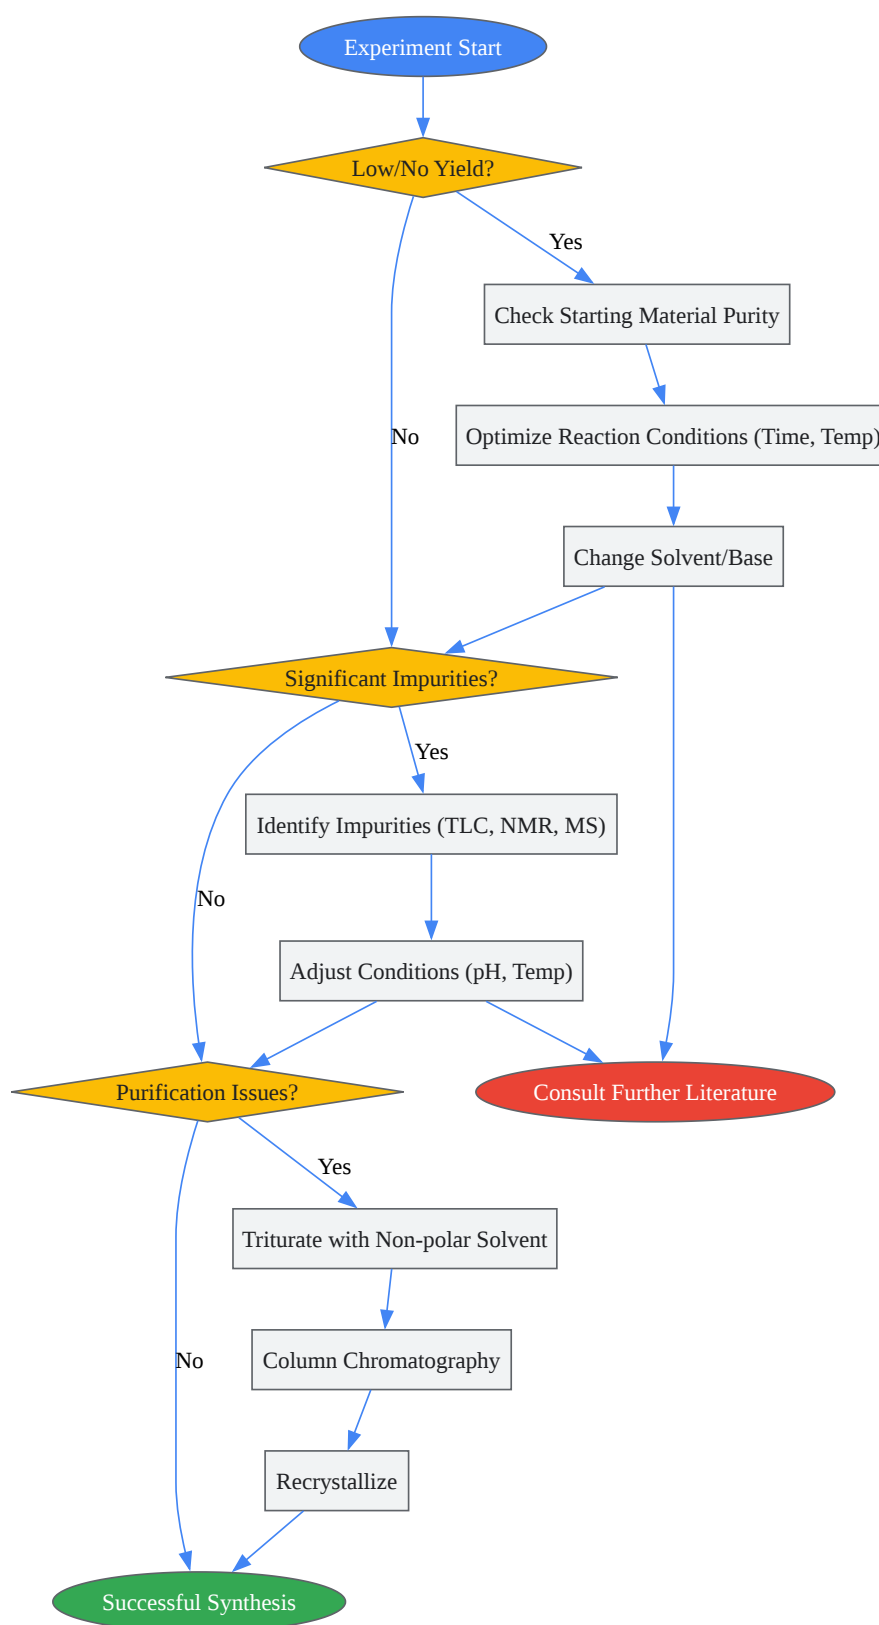 Experiment Start
Low/No Yield?
Yes
Check Starting Material Purity
No
Optimize Reaction Conditions (Time, Temp)
Change Solvent/Base
Significant Impurities?
Yes
Identify Impurities (TLC, NMR, MS)
No
Adjust Conditions (pH, Temp)
Purification Issues?
Consult Further Literature
Yes
Triturate with Non-polar Solvent
No
Column Chromatography
Recrystallize
Successful Synthesis